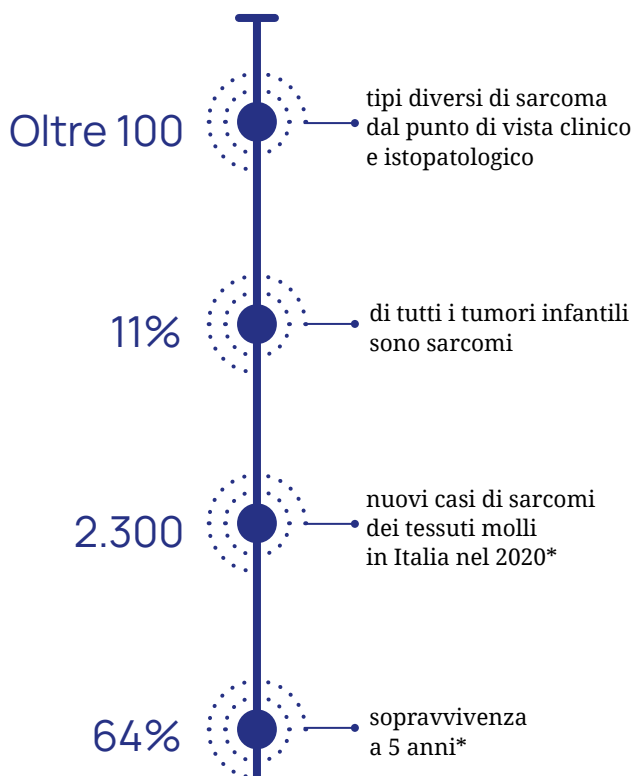 Oltre 100
tipi diversi di sarcoma
dal punto di vista clinico
e istopatologico
11%
di tutti i tumori infantili
sono sarcomi
2.300
nuovi casi di sarcomi
dei tessuti molli
in Italia nel 2020*
64%
sopravvivenza
a 5 anni*